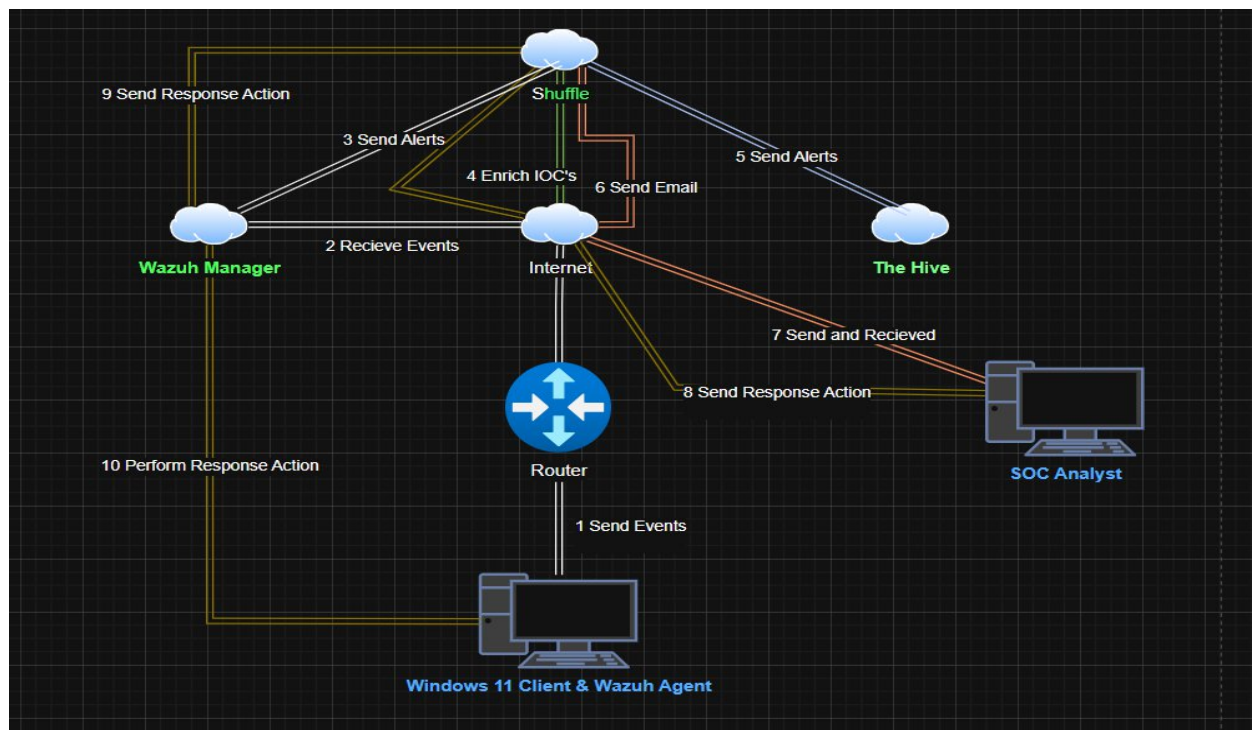 Shuffle
9 Send Response Action
3 Send Alerts
5 Send Alerts
4 Enrich IOC's
6 Send Email
2 Recieve Events
Wazuh Manager
Internet
The Hive
7 Send and Recieved
8 Send Response Action
10 Perform Response Action
Router
SOC Analyst
1 Send Events
Windows 11 Client & Wazuh Agent